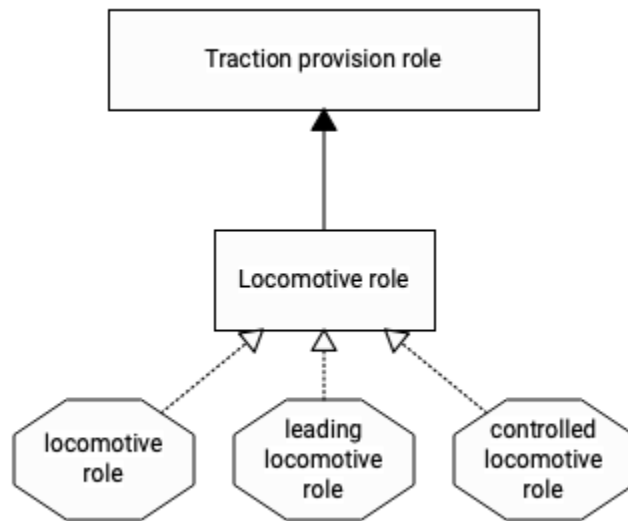 Traction provision role
Locomotive role
locomotive
role
leading
locomotive
role
controlled
locomotive
role